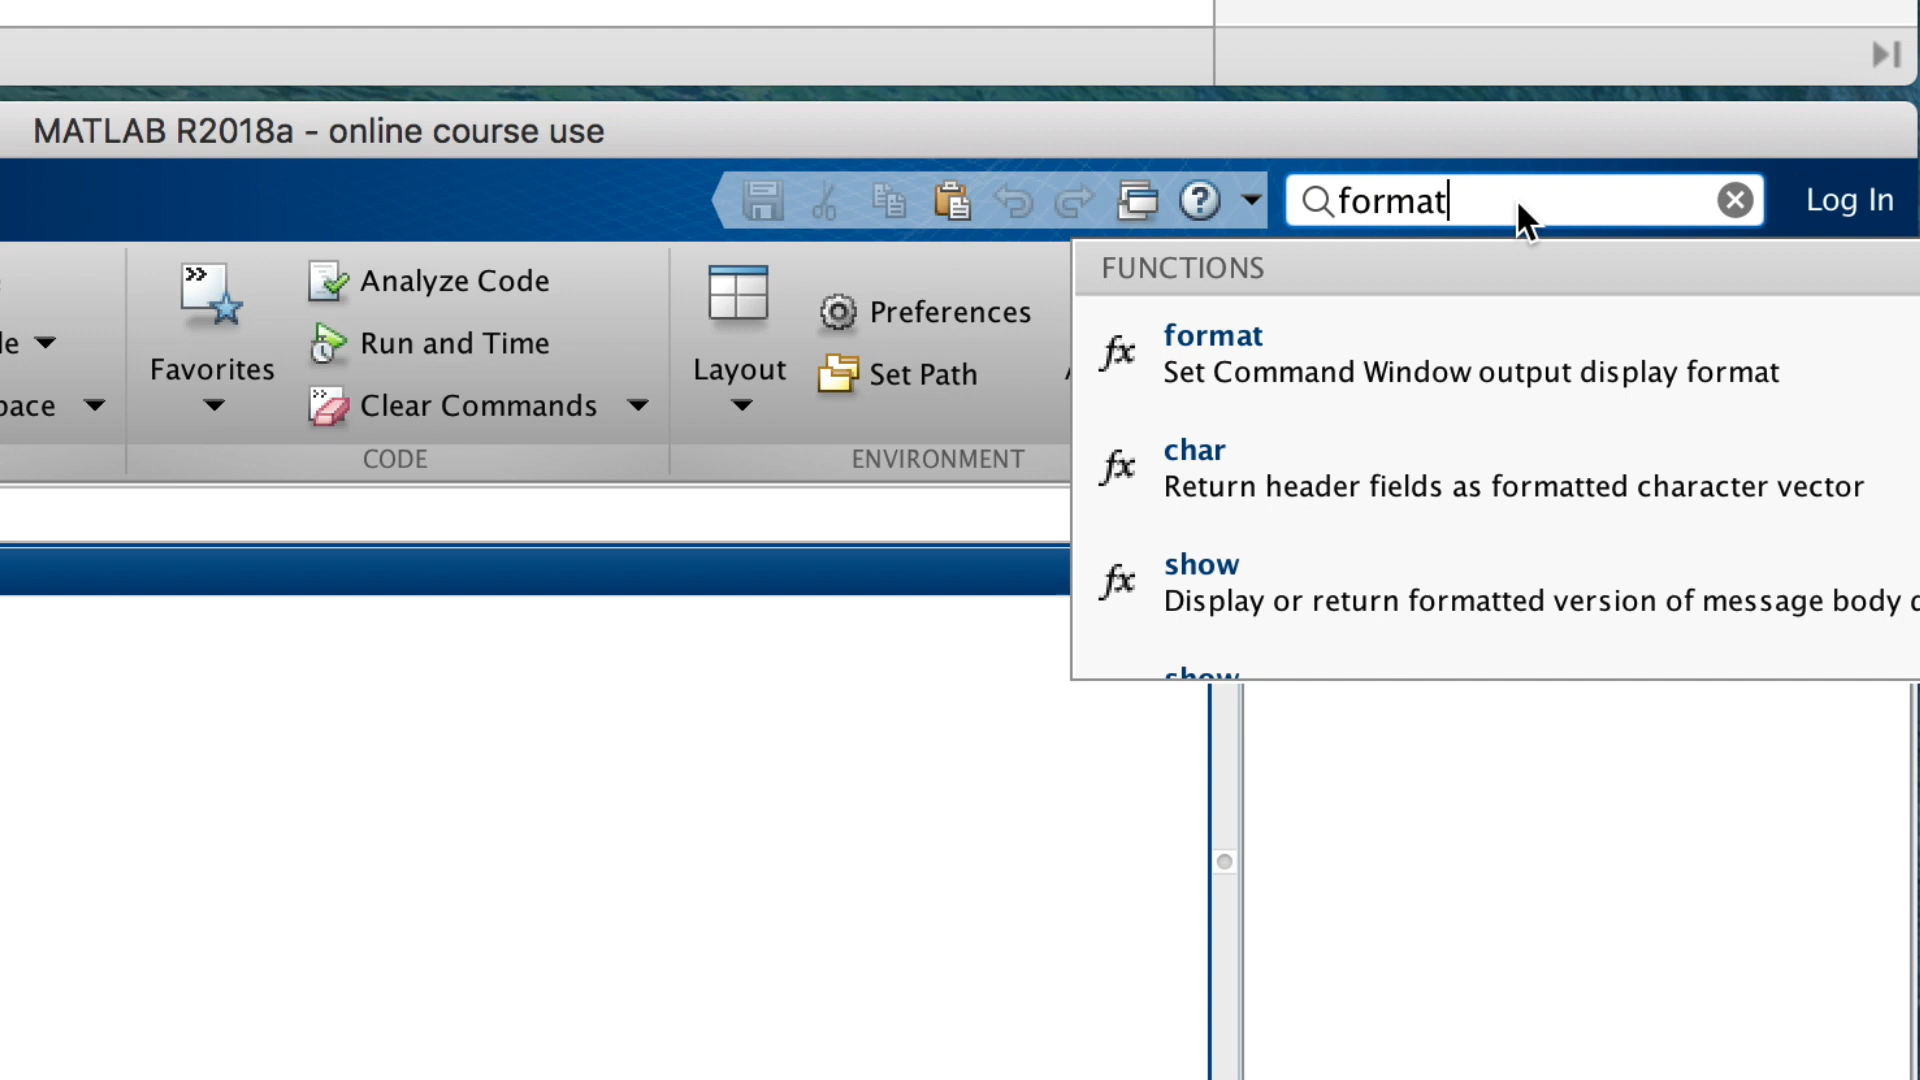 MATLAB R2018a - online course use
format
Log In
FUNCTIONS
format
Set Command Window output display format
char
Return header fields as formatted character vector
show
Display or return formatted version of message body
show
Analyze Code
Run and Time
Clear Commands
Favorites
CODE
Layout
Preferences
Set Path
ENVIRONMENT